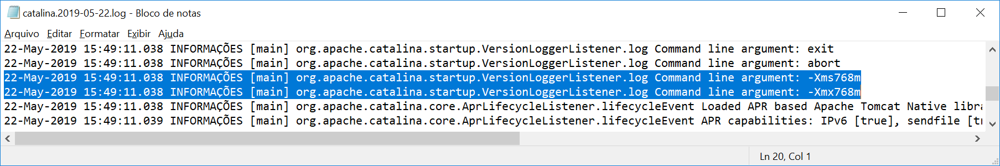 catalina.2019-05-22.log - Bloco de notas
Arquivo Editar Formatar Exibir Ajuda
22-May-2019 15:49:11.038 INFORMAÇÕES [main] org.apache.catalina.startup.VersionLoggerListener.log Command line argument: exit
22-May-2019 15:49:11.038 INFORMAÇÕES [main] org.apache.catalina.startup.VersionLoggerListener.log Command line argument: abort
22-May-2019 15:49:11.038 INFORMAÇÕES [main] org.apache.catalina.startup.VersionLoggerListener.log Command line argument: -Xms768m
22-May-2019 15:49:11.038 INFORMAÇÕES [main] org.apache.catalina.startup.VersionLoggerListener.log Command line argument: -Xmx768m
22-May-2019 15:49:11.038 INFORMAÇÕES [main] org.apache.catalina.core.AprLifecycleListener.lifecycleEvent Loaded APR based Apache Tomcat Native libra
22-May-2019 15:49:11.039 INFORMAÇÕES [main] org.apache.catalina.core.AprLifecycleListener.lifecycleEvent APR capabilities: IPv6 [true], sendfile [tr
Ln 20, Col 1